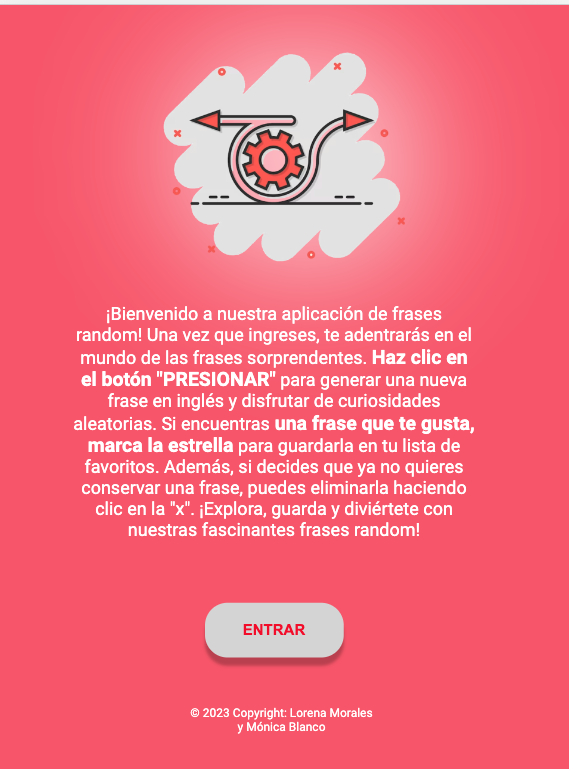 ¡Bienvenido a nuestra aplicación de frases
random! Una vez que ingreses, te adentrarás en el
mundo de las frases sorprendentes. Haz clic en
el botón "PRESIONAR" para generar una nueva
frase en inglés y disfrutar de curiosidades
aleatorias. Si encuentras una frase que te gusta,
marca la estrella para guardarla en tu lista de
favoritos. Además, si decides que ya no quieres
conservar una frase, puedes eliminarla haciendo
clic en la "x". ¡Explora, guarda y diviértete con
nuestras fascinantes frases random!
ENTRAR
© 2023 Copyright: Lorena Morales
y Mónica Blanco